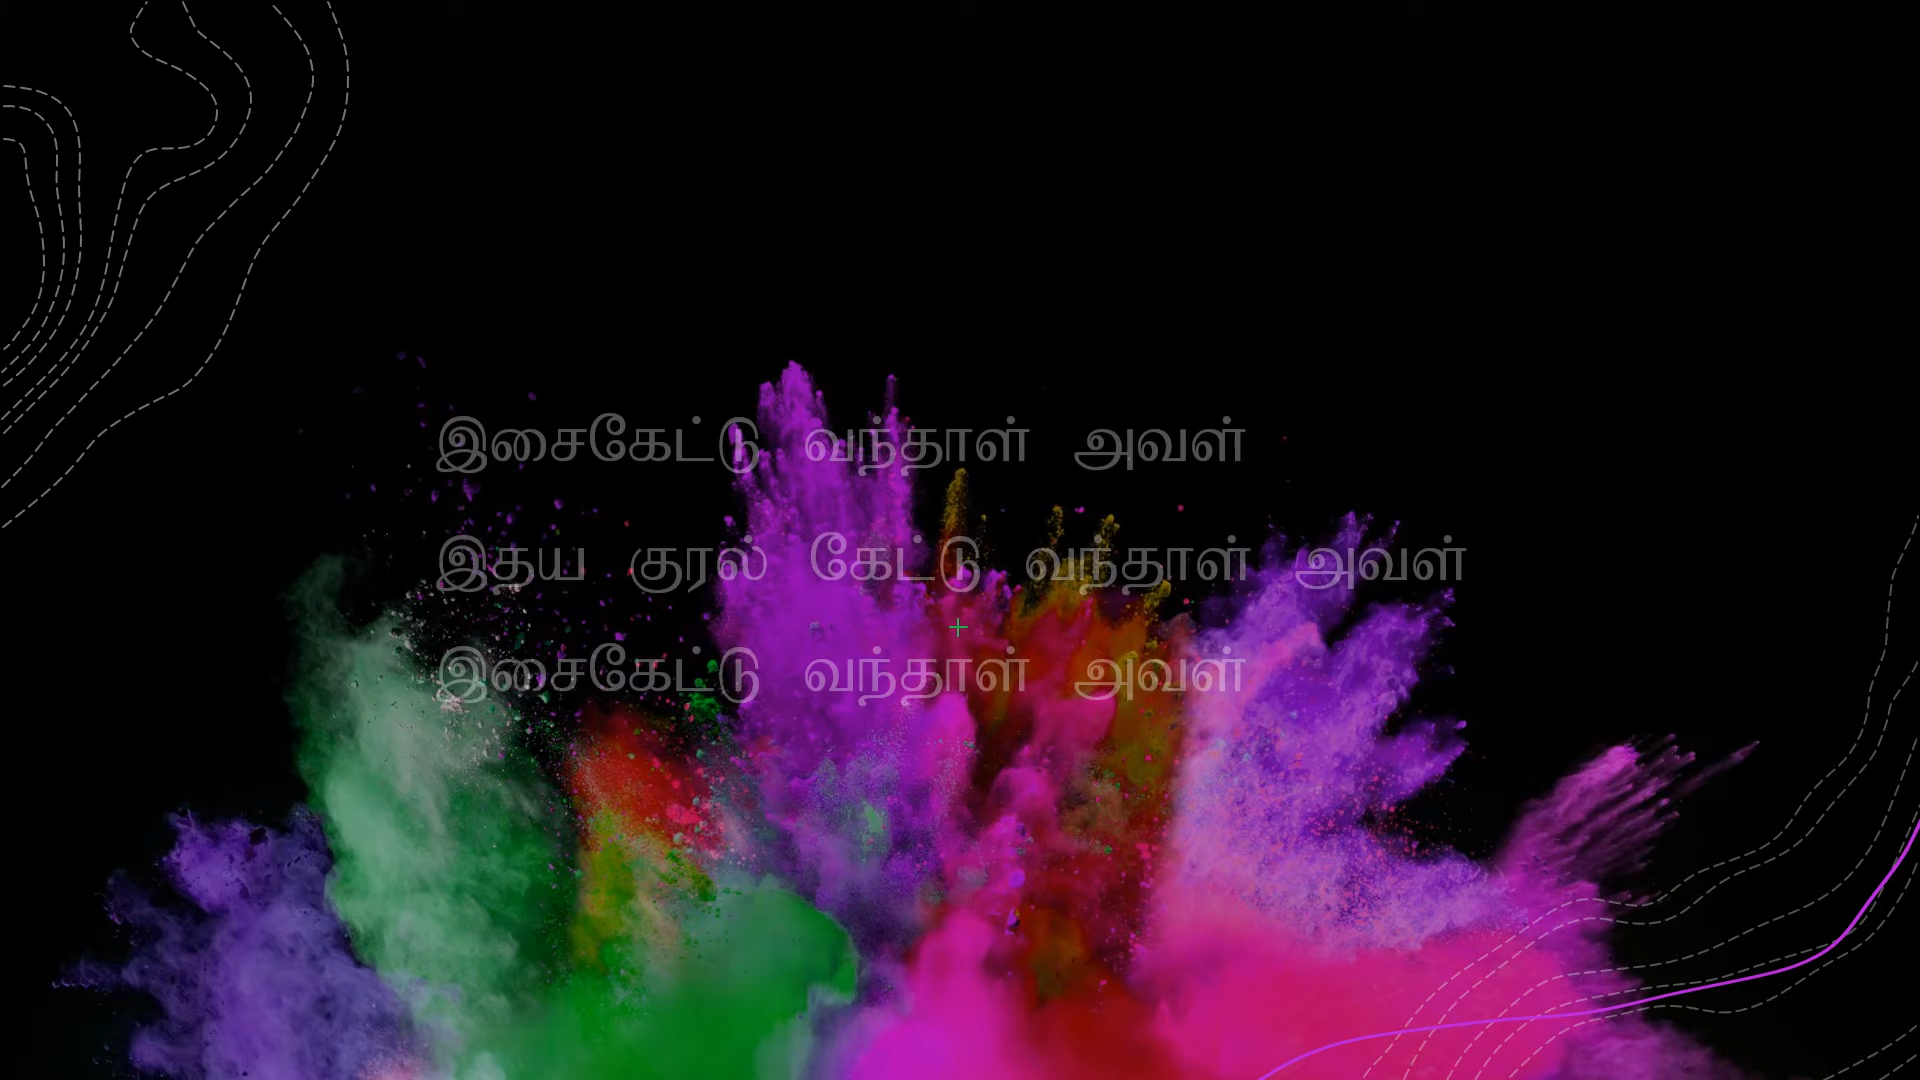 இசைகேட்டு வந்தாள் அவள்
இதய குரல் கேட்டு வந்தாள் அவள்
இசைகேட்டு வந்தாள் அவள்